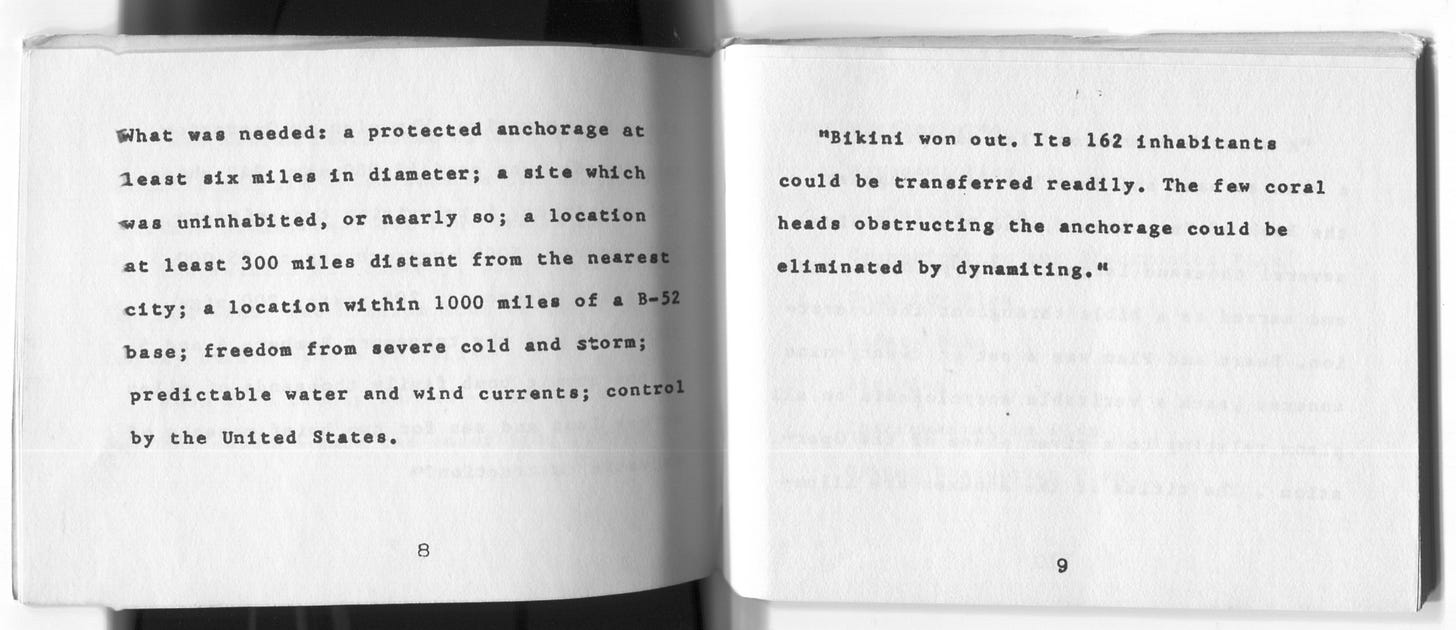 What was needed: a protected anchorage at
least six miles in diameter; a site which
was uninhabited, or nearly so; a location
at least 300 miles distant from the nearest
city; a location within 1000 miles of a B-52
base; freedom from severe cold and storm;
predictable water and wind currents; control
by the United States.
8
"Bikini won out. Its 162 inhabitants
could be transferred readily. The few coral
heads obstructing the anchorage could be
eliminated by dynamiting."
9